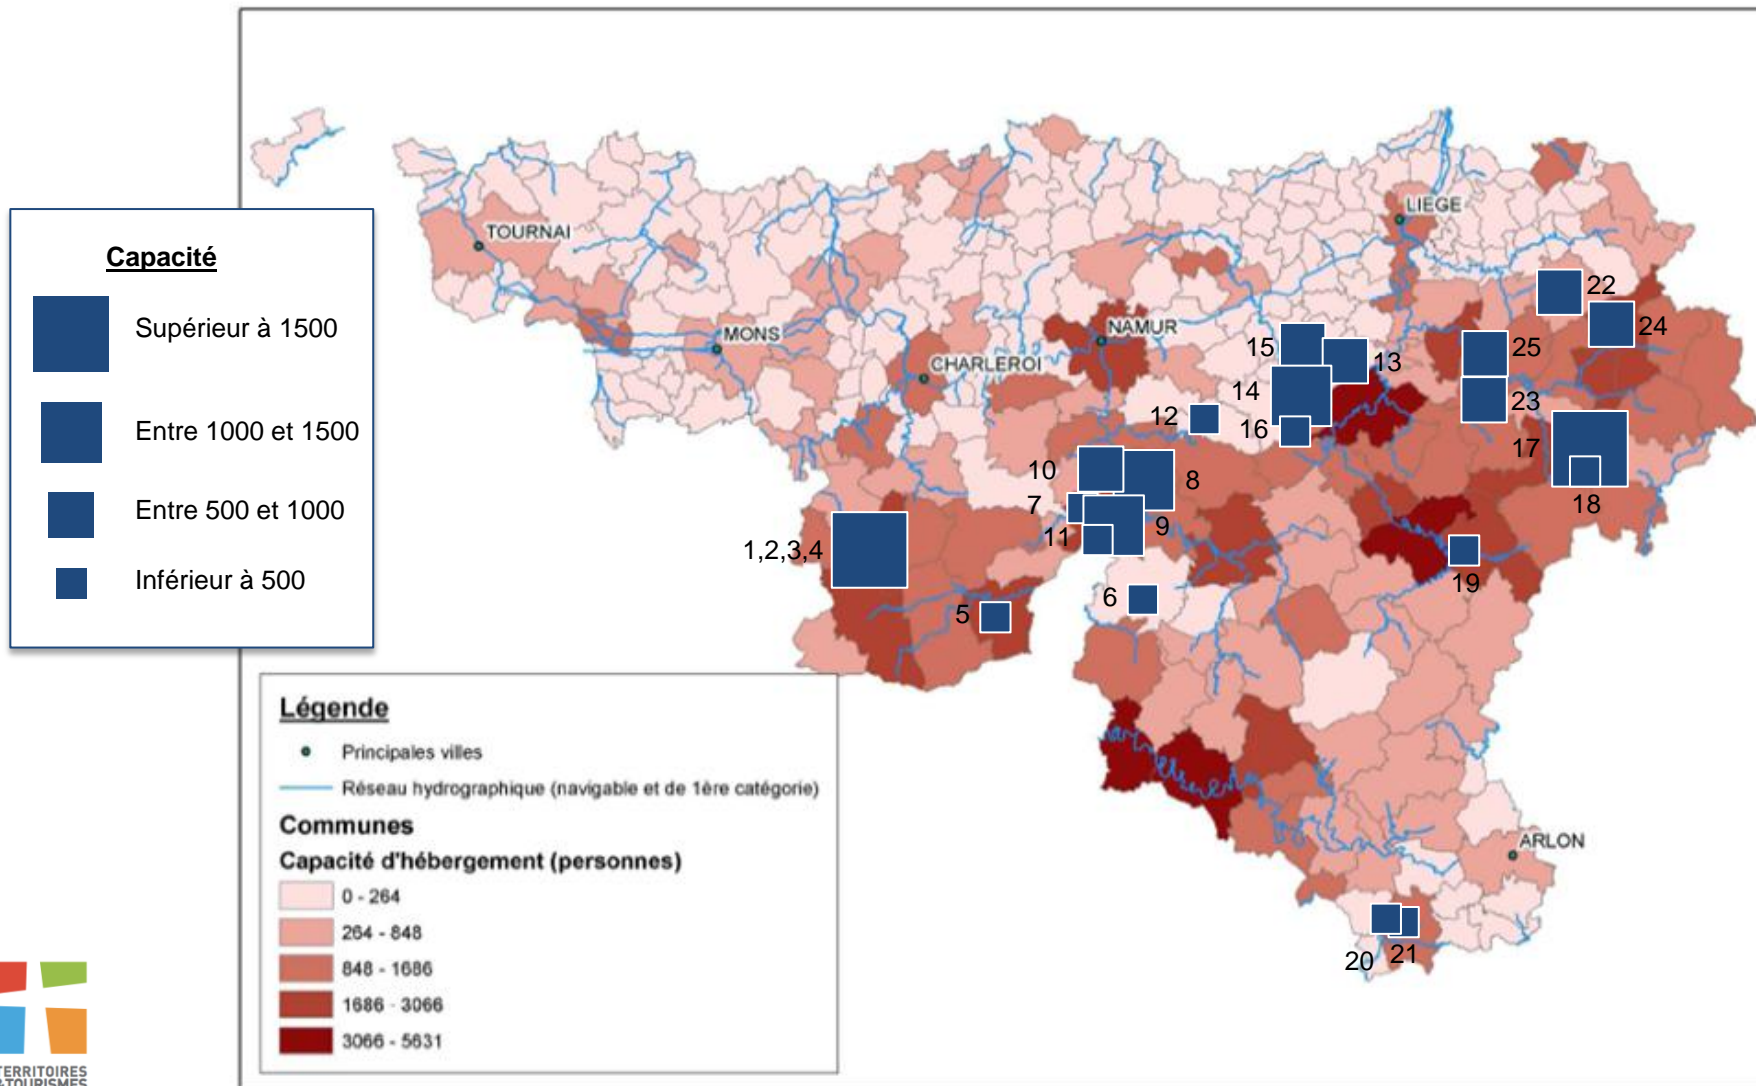 Capacité
Supérieur à 1500
Entre 1000 et 1500
Entre 500 et 1000
Inférieur à 500
TOURNAI
MONS
CHARLEROI
NAMUR
LIEGE
ARLON
22
24
25
15
13
14
23
12
16
17
10
8
18
7
9
11
1,2,3,4
19
6
5
20
21
Légende
Principales villes
Réseau hydrographique (navigable et de 1ère catégorie)
Communes
Capacité d'hébergement (personnes)
0 - 264
264 - 848
848 - 1686
1686 - 3066
3066 - 5631
TERRITOIRES
&TOURISMES